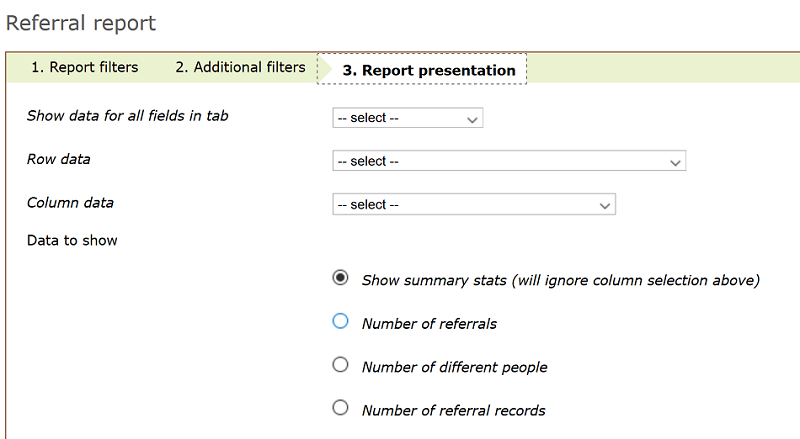 Referral report
1. Report filters 2. Additional filters 3. Report presentation
Show data for all fields in tab -- select --
Row data -- select --
Column data -- select --
Data to show
Show summary stats (will ignore column selection above)
Number of referrals
Number of different people
Number of referral records